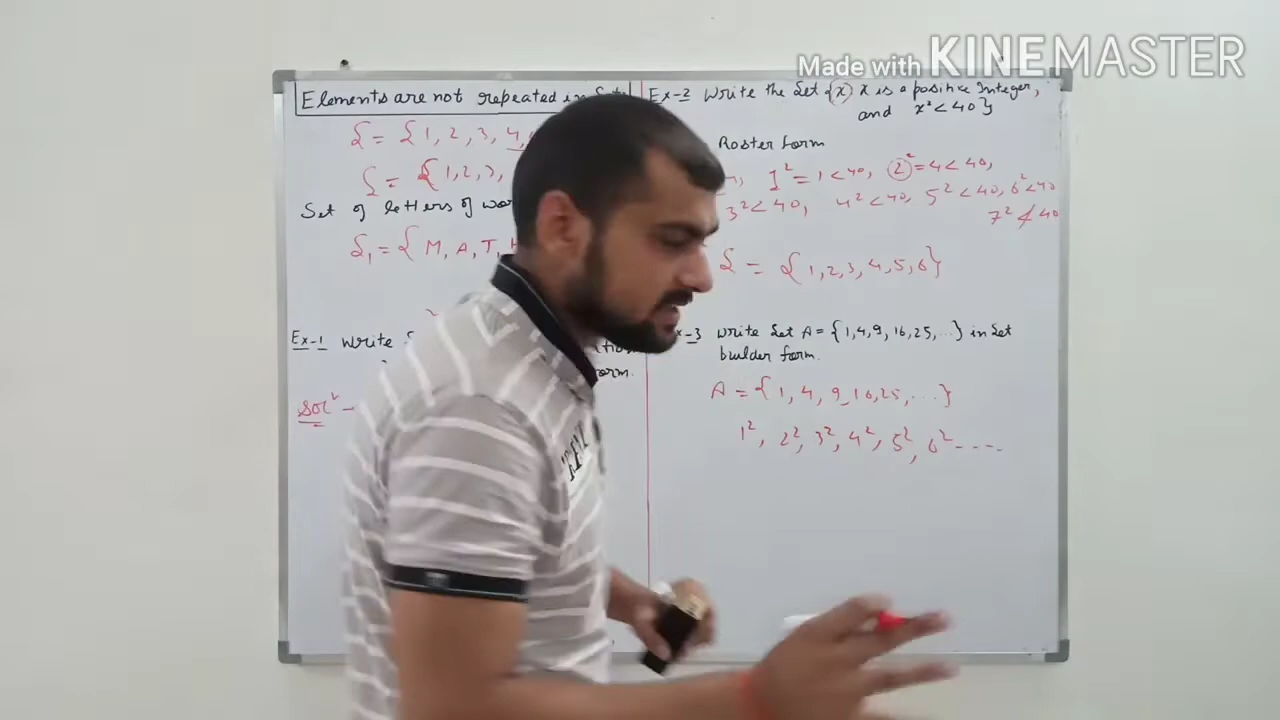 Made with KINEMASTER
Elements are not repeated in
S = {1, 2, 3, 4,
S = {1, 2, 3,
Set of letters of
S₁ = {M, A, T,
Ex-1 Write
form.
Solⁿ -
Ex-2 Write the Set {x: x is a positive Integer,
and x² < 40}
Roster form
1² = 1 < 40, 2² = 4 < 40,
3² < 40, 4² < 40, 5² < 40, 6² < 40
7² ≮ 40
S = {1, 2, 3, 4, 5, 6}
x-3 Write Set A = {1, 4, 9, 16, 25, ...} in Set
builder form.
A = {1, 4, 9, 16, 25, ...}
1², 2², 3², 4², 5², 6² ----